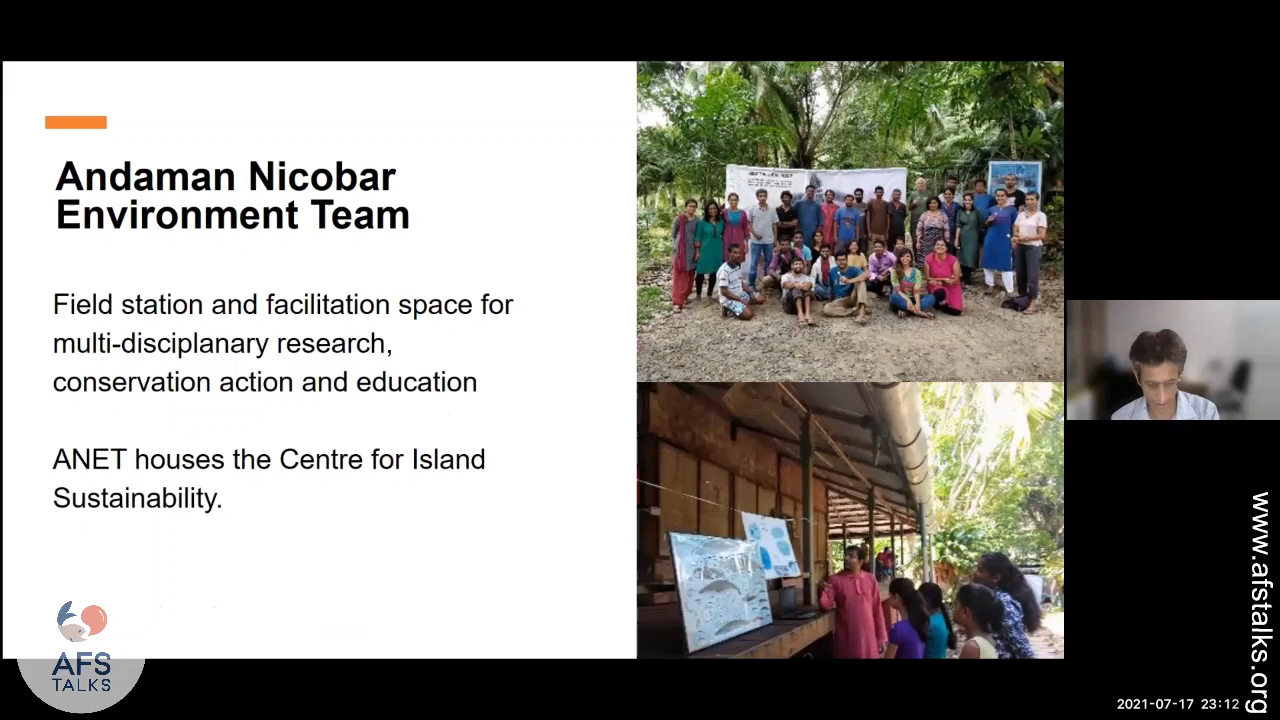 Andaman Nicobar
Environment Team
Field station and facilitation space for
multi-disciplanary research,
conservation action and education
ANET houses the Centre for Island
Sustainability.
AFS
TALKS
www.afstalks.org
2021-07-17 23:12